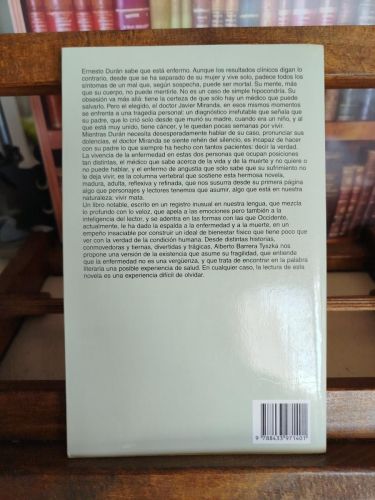 Ernesto Durán sabe que está enfermo. Aunque los resultados clínicos digan lo
contrario, desde que se ha separado de su mujer y vive solo, padece todos los
síntomas de un mal que, según sospecha, puede ser mortal. Su mente, más
que su cuerpo, no puede mentirle. No es un caso de simple hipocondría. Su
obsesión va más allá: tiene la certeza de que sólo hay un médico que puede
salvarlo. Pero el elegido, el doctor Javier Miranda, en esos mismos momentos
se enfrenta a una tragedia personal: un diagnóstico irrefutable que señala que
su padre, que lo crió solo desde que murió su madre, cuando era un niño, y al
que está muy unido, tiene cáncer, y le quedan pocas semanas por vivir.
Mientras Durán necesita desesperadamente hablar de su caso, pronunciar sus
dolencias, el doctor Miranda se siente rehén del silencio, es incapaz de hacer
con su padre lo que siempre ha hecho con tantos pacientes: decir la verdad.
La vivencia de la enfermedad en estas dos personas que ocupan posiciones
tan distintas, el médico que sabe acerca de la vida y de la muerte y no quiere o
no puede hablar, y el enfermo de angustia que sólo sabe que su sufrimiento no
le deja vivir, es la columna vertebral que sostiene esta hermosa novela,
madura, adulta, reflexiva y refinada, que nos susurra desde su primera página
algo que personajes y lectores tenemos que asumir, algo que está en nuestra
naturaleza: vivir mata.
Un libro notable, escrito en un registro inusual en nuestra lengua, que mezcla
lo profundo con lo veloz, que apela a las emociones pero también a la
inteligencia del lector, y se adentra en las formas con las que Occidente,
actualmente, le ha dado la espalda a la enfermedad y a la muerte, en un
empeño insaciable por construir un ideal de bienestar físico que tiene poco que
ver con la verdad de la condición humana. Desde distintas historias,
conmovedoras y tiernas, divertidas y trágicas, Alberto Barrera Tyszka nos
propone una versión de la existencia que asume su fragilidad, que entiende
que la enfermedad no es una vergüenza, y que trata de encontrar en la palabra
literaria una posible experiencia de salud. En cualquier caso, la lectura de esta
novela es una experiencia difícil de olvidar.
9 788433 971401